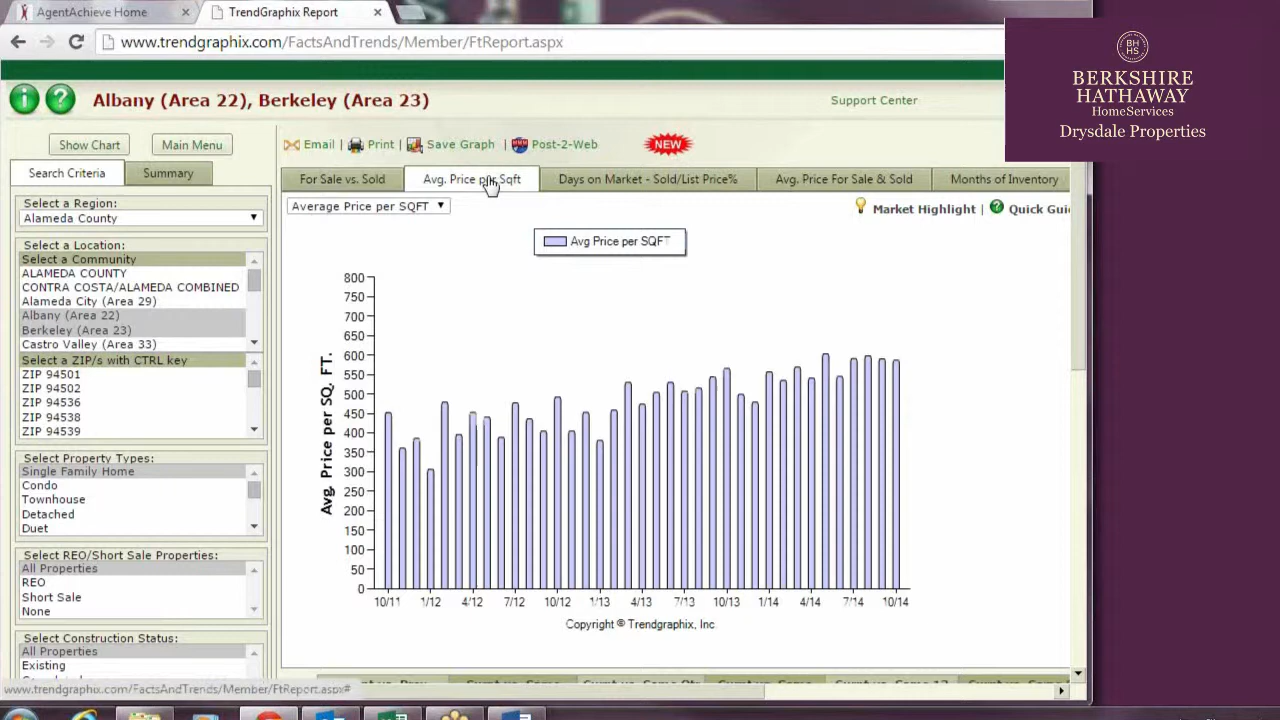 AgentAchieve Home
TrendGraphix Report
www.trendgraphix.com/FactsAndTrends/Member/FtReport.aspx
BH HS
BERKSHIRE
HATHAWAY
HomeServices
Drysdale Properties
Albany (Area 22), Berkeley (Area 23)
Support Center
Show Chart
Main Menu
Email | Print | Save Graph | Post-2-Web
NEW
Search Criteria
Summary
For Sale vs. Sold
Avg. Price per Sqft
Days on Market - Sold/List Price%
Avg. Price For Sale & Sold
Months of Inventory
Average Price per SQFT
Market Highlight |
Quick
Select a Region:
Alameda County
Select a Location:
Select a Community
ALAMEDA COUNTY
CONTRA COSTA/ALAMEDA COMBINED
Alameda City (Area 29)
Albany (Area 22)
Berkeley (Area 23)
Castro Valley (Area 33)
Select a ZIP/s with CTRL key
ZIP 94501
ZIP 94502
ZIP 94536
ZIP 94538
ZIP 94539
Select Property Types:
Single Family Home
Condo
Townhouse
Detached
Duet
Select REO/Short Sale Properties:
All Properties
REO
Short Sale
None
Select Construction Status:
All Properties
Existing
Avg Price per SQFT
Avg. Price per SQ. FT.
800
750
700
650
600
550
500
450
400
350
300
250
200
150
100
50
0
10/11 1/12 4/12 7/12 10/12 1/13 4/13 7/13 10/13 1/14 4/14 7/14 10/14
Copyright ® Trendgraphix, Inc
www.trendgraphix.com/FactsAndTrends/Member/FtReport.aspx#